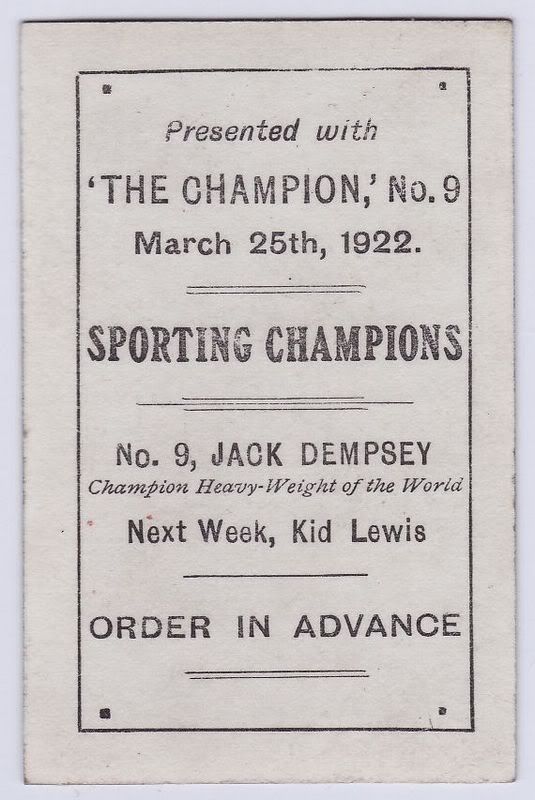 Presented with
‘THE CHAMPION,’ No. 9
March 25th, 1922.
SPORTING CHAMPIONS
No. 9, JACK DEMPSEY
Champion Heavy-Weight of the World
Next Week, Kid Lewis
ORDER IN ADVANCE